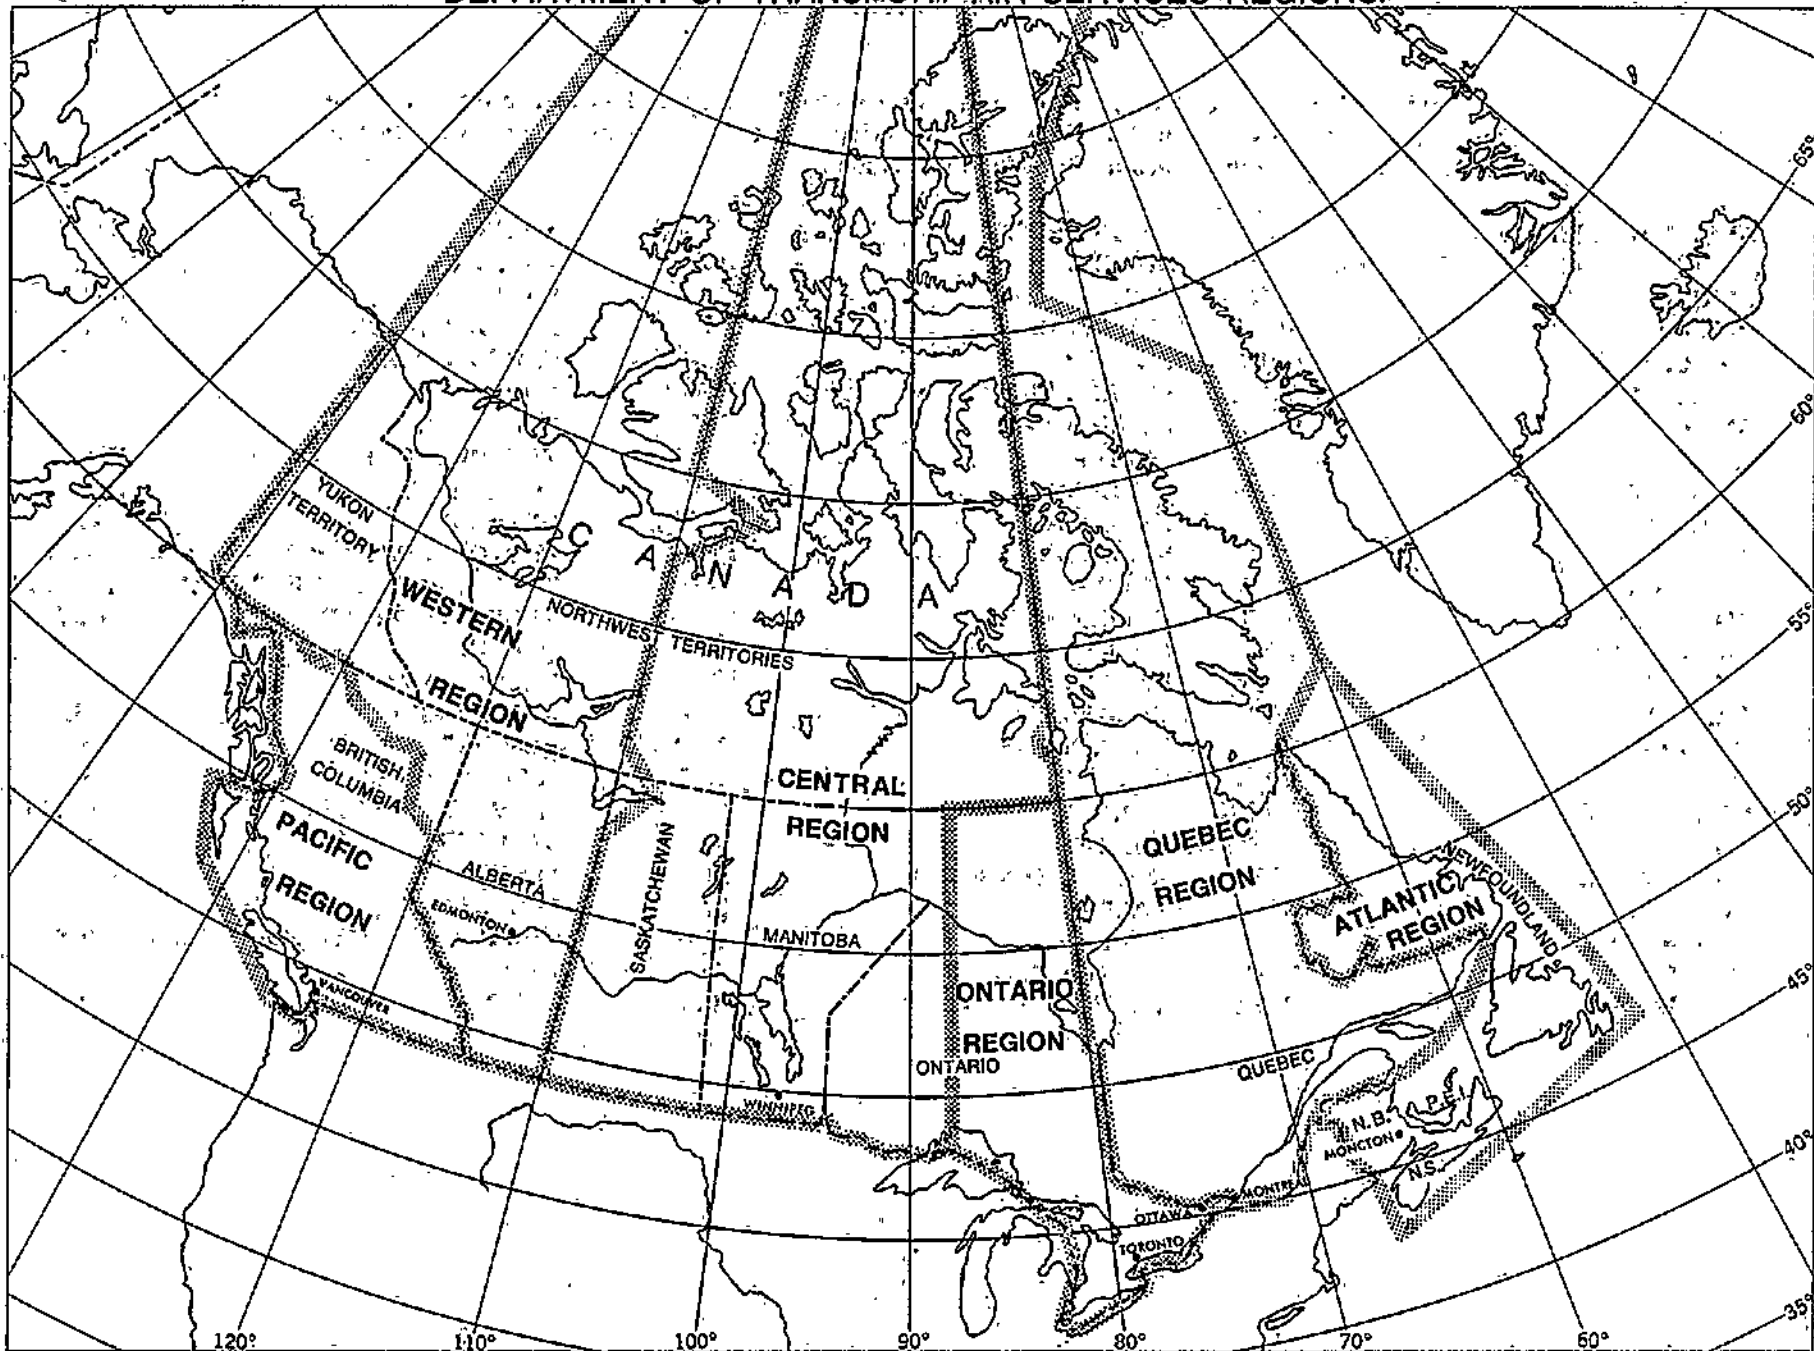 YUKON
TERRITORY
C A N A D A
WESTERN
REGION
NORTHWEST TERRITORIES
BRITISH
COLUMBIA
PACIFIC
REGION
ALBERTA
EDMONTON
SASKATCHEWAN
CENTRAL
REGION
MANITOBA
VANCOUVER
WINNIPEG
ONTARIO
REGION
ONTARIO
QUEBEC
REGION
ATLANTIC
REGION
NEWFOUNDLAND
QUEBEC
N.B.
P.E.I.
MONCTON
N.S.
MONTREAL
OTTAWA
TORONTO
65°
60°
55°
50°
45°
40°
35°
120° 110° 100° 90° 80° 70° 60°